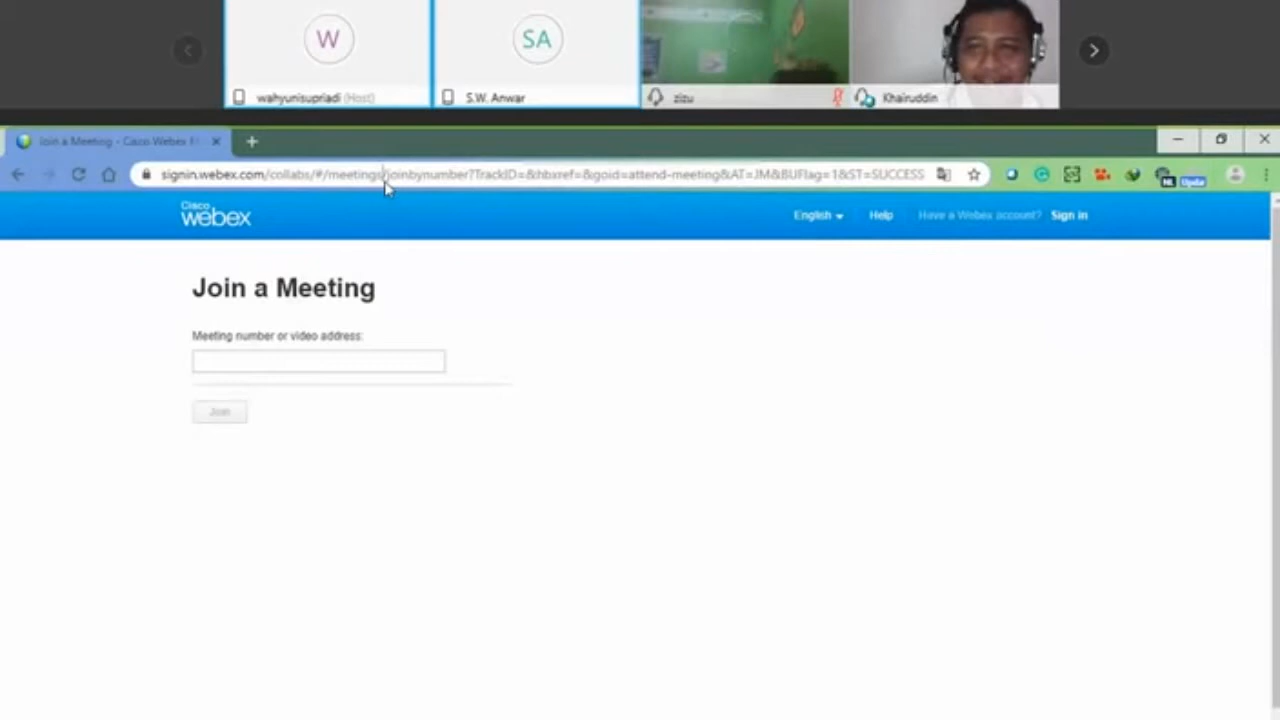 W
SA
wahyunisupriadi (Host)
S.W. Anwar
zizu
Khairuddin
Join a Meeting - Cisco Webex
signin.webex.com/collabs/#/meetings/joinbynumber?TrackID=&hbxref=&goid=attend-meeting&AT=JM&BUFlag=1&ST=SUCCESS
Cisco
webex
English
Help
Have a Webex account?
Sign in
Join a Meeting
Meeting number or video address:
Join